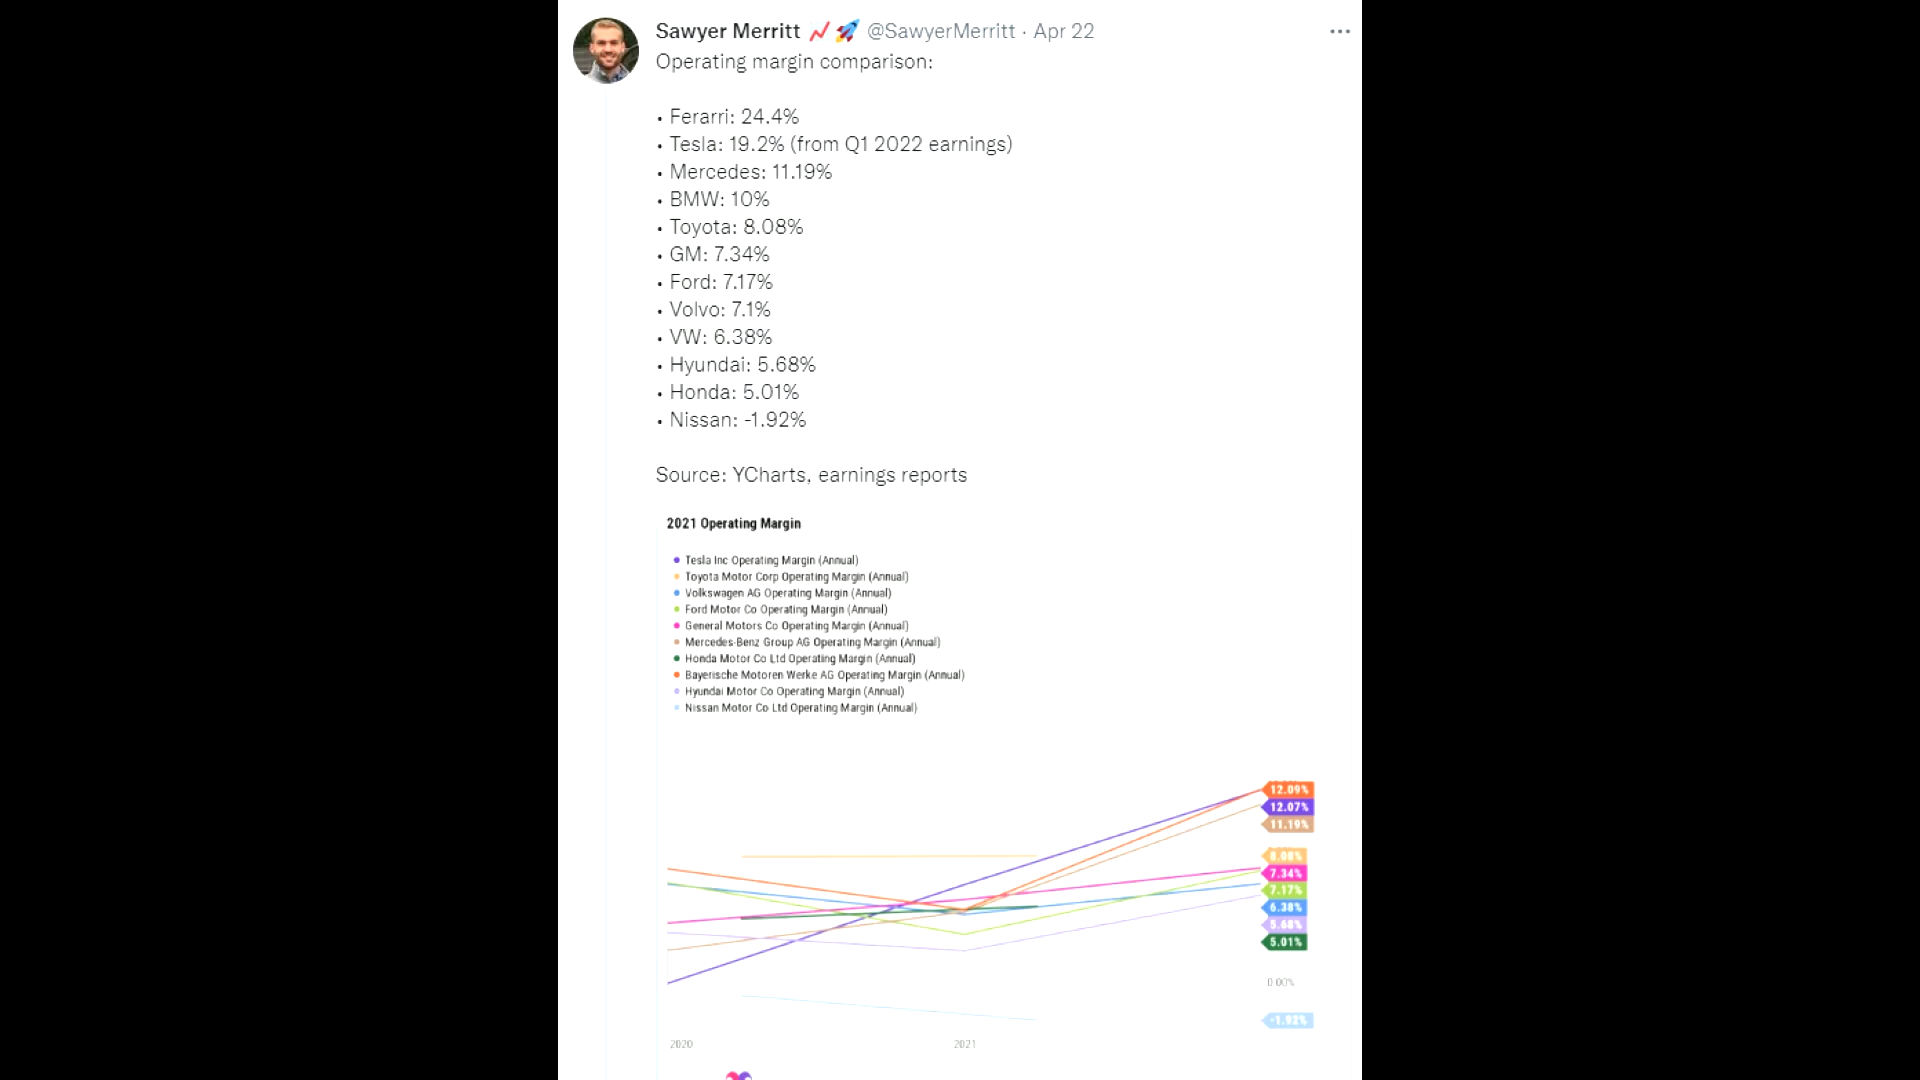 Sawyer Merritt 📈🚀 @SawyerMerritt · Apr 22
Operating margin comparison:
• Ferarri: 24.4%
• Tesla: 19.2% (from Q1 2022 earnings)
• Mercedes: 11.19%
• BMW: 10%
• Toyota: 8.08%
• GM: 7.34%
• Ford: 7.17%
• Volvo: 7.1%
• VW: 6.38%
• Hyundai: 5.68%
• Honda: 5.01%
• Nissan: -1.92%
Source: YCharts, earnings reports
2021 Operating Margin
Tesla Inc Operating Margin (Annual)
Toyota Motor Corp Operating Margin (Annual)
Volkswagen AG Operating Margin (Annual)
Ford Motor Co Operating Margin (Annual)
General Motors Co Operating Margin (Annual)
Mercedes-Benz Group AG Operating Margin (Annual)
Honda Motor Co Ltd Operating Margin (Annual)
Bayerische Motoren Werke AG Operating Margin (Annual)
Hyundai Motor Co Operating Margin (Annual)
Nissan Motor Co Ltd Operating Margin (Annual)
12.09%
12.07%
11.19%
8.08%
7.34%
7.17%
6.38%
5.68%
5.01%
0.00%
-1.92%
2020
2021